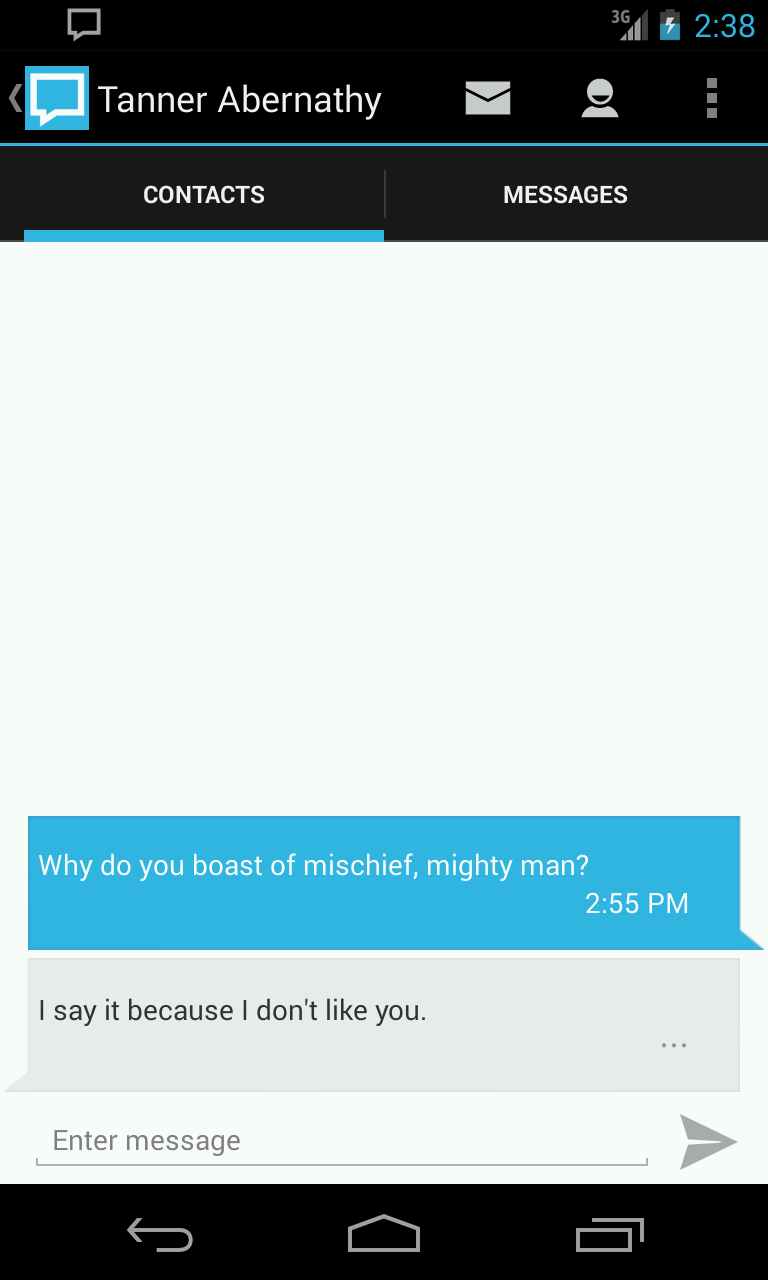 3G 2:38
Tanner Abernathy
CONTACTS MESSAGES
Why do you boast of mischief, mighty man?
2:55 PM
I say it because I don't like you.
...
Enter message